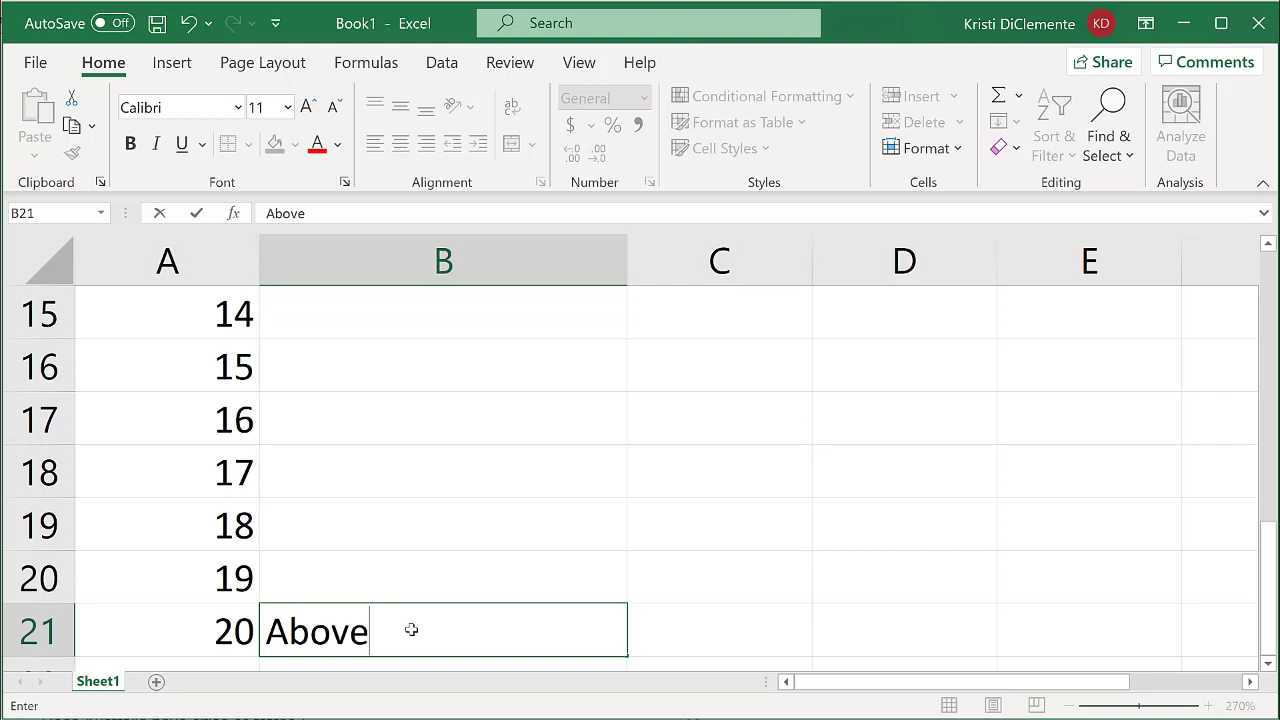 AutoSave Off Book1 - Excel Search Kristi DiClemente KD
File Home Insert Page Layout Formulas Data Review View Help Share Comments
Paste
Calibri 11
B I U A
ab
General
$ % 9
Conditional Formatting
Format as Table
Cell Styles
Insert
Delete
Format
Sort & Filter
Find & Select
Analyze Data
Clipboard Font Alignment Number Styles Cells Editing Analysis
B21 fx Above
A B C D E
15 14
16 15
17 16
18 17
19 18
20 19
21 20 Above
Sheet1
Enter 270%